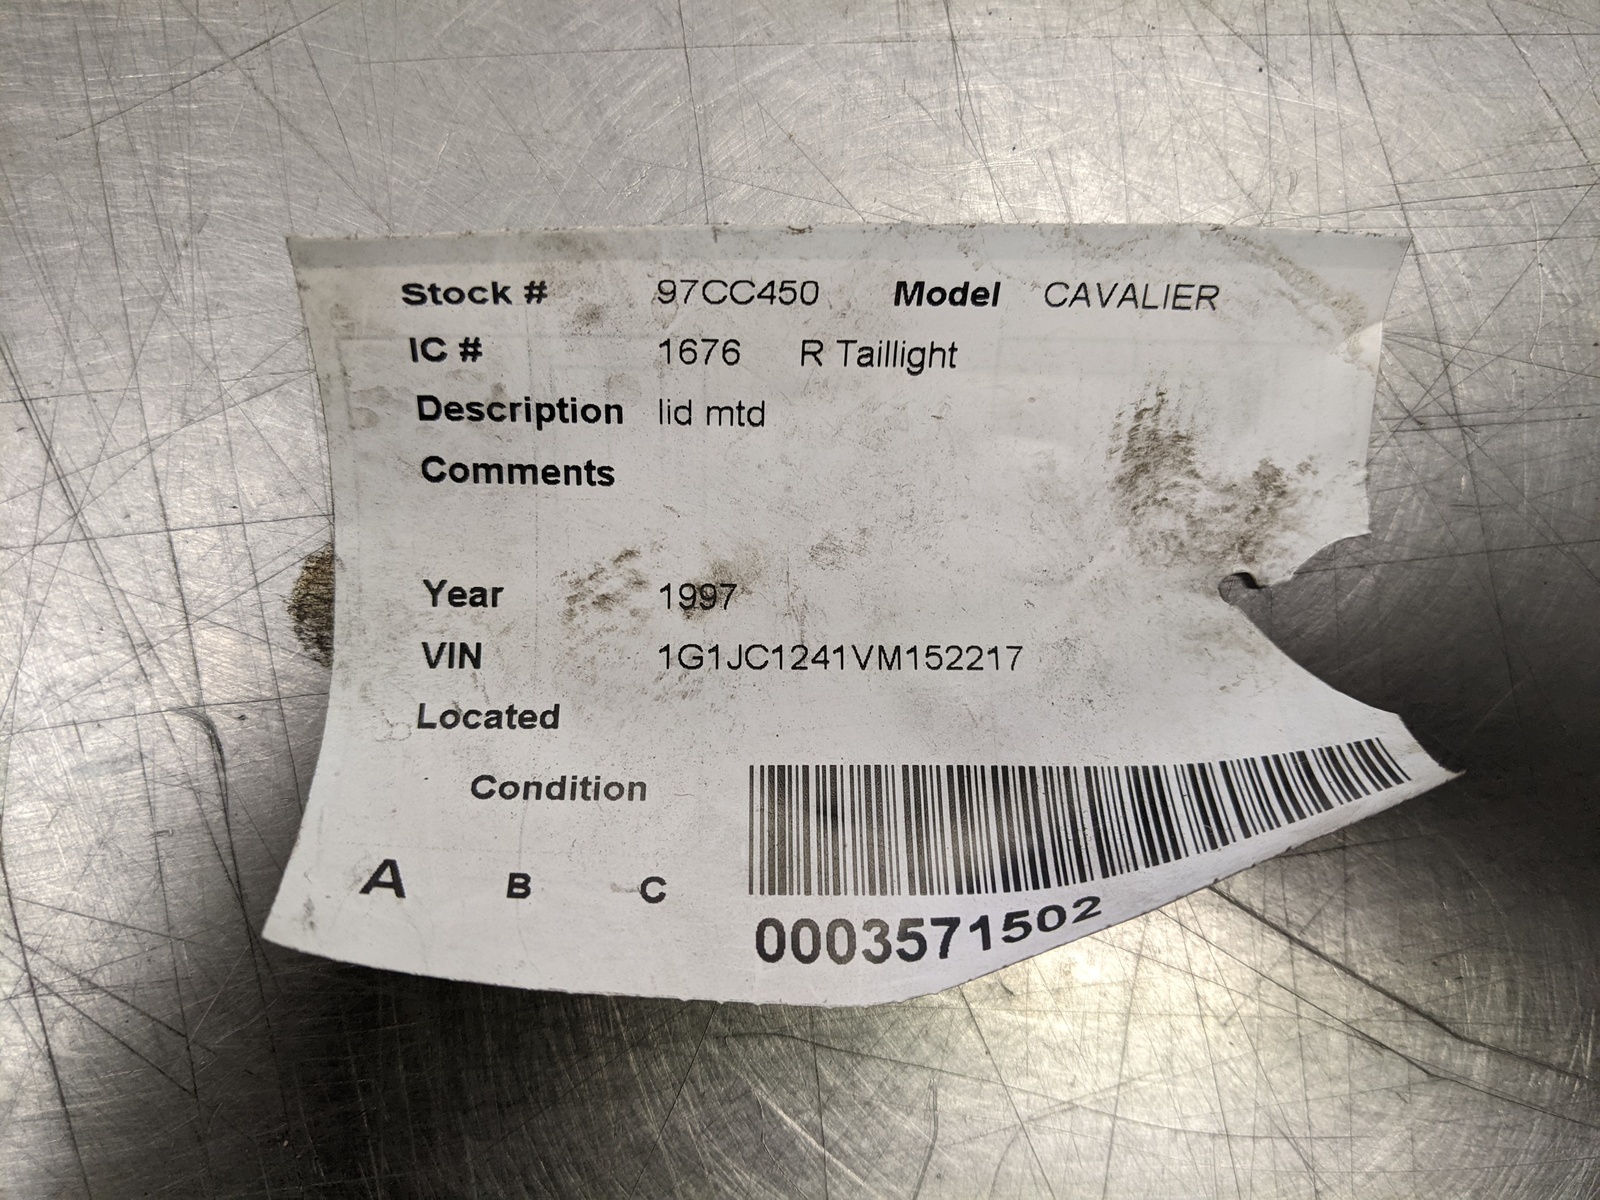 Stock # 97CC450 Model CAVALIER
IC # 1676 R Taillight
Description lid mtd
Comments
Year 1997
VIN 1G1JC1241VM152217
Located
Condition
A B C
0003571502